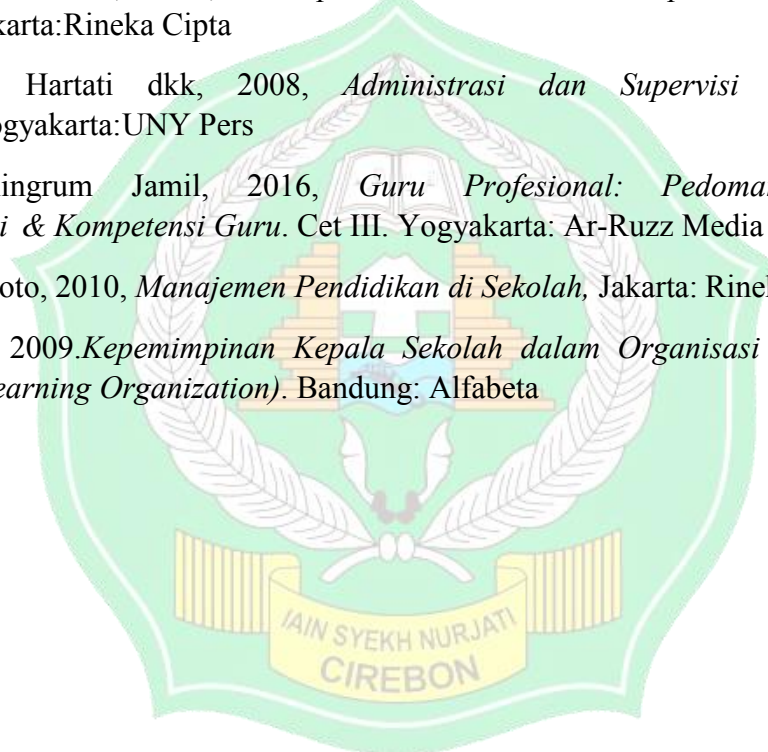 karta:Rineka Cipta
Hartati dkk, 2008, Administrasi dan Supervisi
ogyakarta:UNY Pers
ingrum Jamil, 2016, Guru Profesional: Pedoma
i & Kompetensi Guru. Cet III. Yogyakarta: Ar-Ruzz Media
oto, 2010, Manajemen Pendidikan di Sekolah, Jakarta: Rinek
2009.Kepemimpinan Kepala Sekolah dalam Organisasi
earning Organization). Bandung: Alfabeta
IAIN SYEKH NURJATI
CIREBON